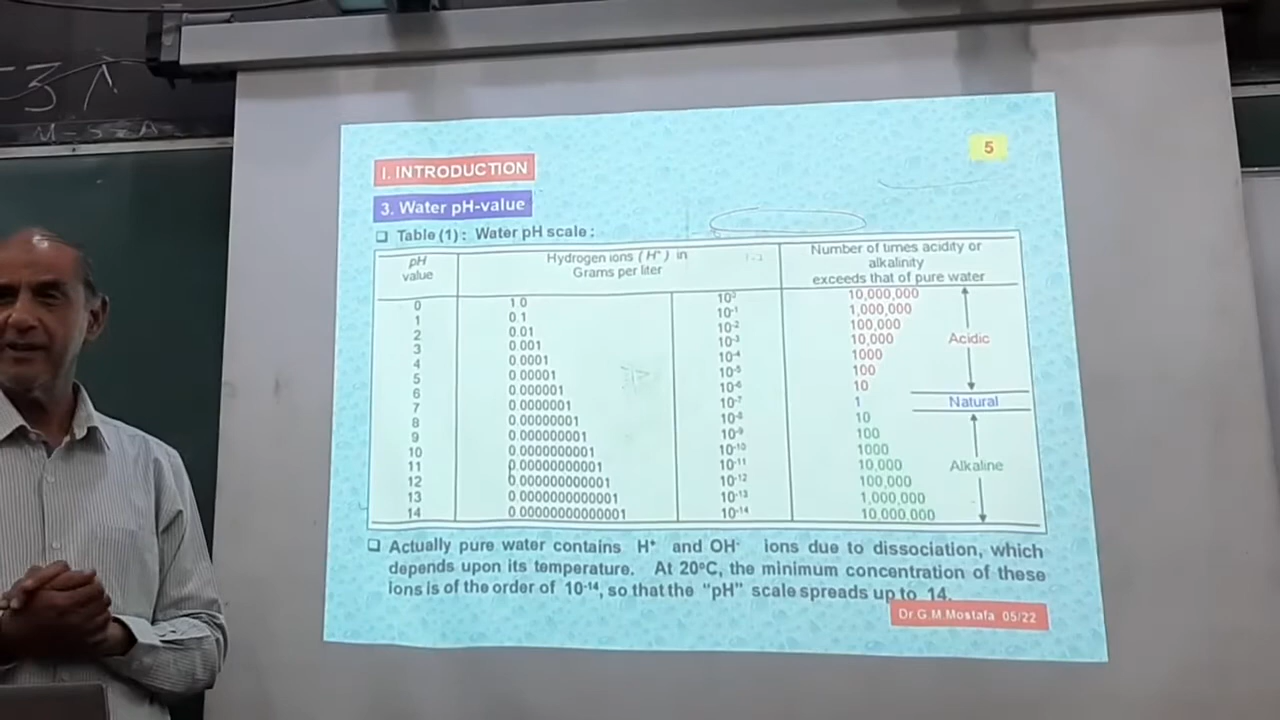 M-SZA
5
I. INTRODUCTION
3. Water pH-value
❑ Table (1) : Water pH scale :
pH value
Hydrogen ions ( H⁺ ) in
Grams per liter
Number of times acidity or
alkalinity
exceeds that of pure water
0 1.0 10⁰ 10,000,000
1 0.1 10⁻¹ 1,000,000
2 0.01 10⁻² 100,000
3 0.001 10⁻³ 10,000 Acidic
4 0.0001 10⁻⁴ 1000
5 0.00001 10⁻⁵ 100
6 0.000001 10⁻⁶ 10
7 0.0000001 10⁻⁷ 1 Natural
8 0.00000001 10⁻⁸ 10
9 0.000000001 10⁻⁹ 100
10 0.0000000001 10⁻¹⁰ 1000
11 0.00000000001 10⁻¹¹ 10,000 Alkaline
12 0.000000000001 10⁻¹² 100,000
13 0.0000000000001 10⁻¹³ 1,000,000
14 0.00000000000001 10⁻¹⁴ 10,000,000
❑ Actually pure water contains H⁺ and OH⁻ ions due to dissociation, which
depends upon its temperature. At 20°C, the minimum concentration of these
ions is of the order of 10⁻¹⁴, so that the "pH" scale spreads up to 14.
Dr.G.M.Mostafa 05/22